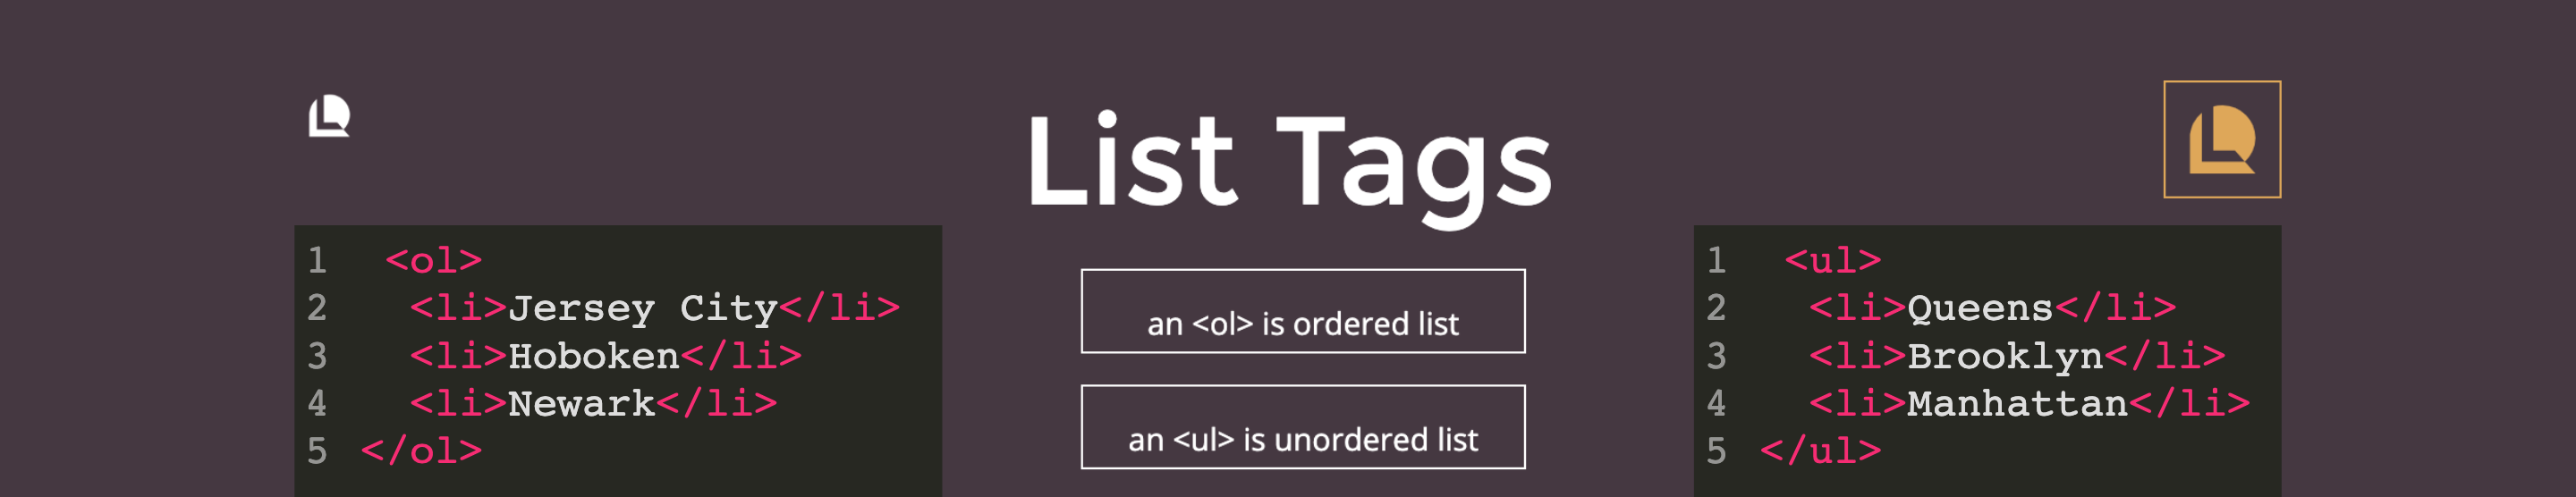 List Tags
1 <ol>
2 <li>Jersey City</li>
3 <li>Hoboken</li>
4 <li>Newark</li>
5 </ol>
an <ol> is ordered list
an <ul> is unordered list
1 <ul>
2 <li>Queens</li>
3 <li>Brooklyn</li>
4 <li>Manhattan</li>
5 </ul>